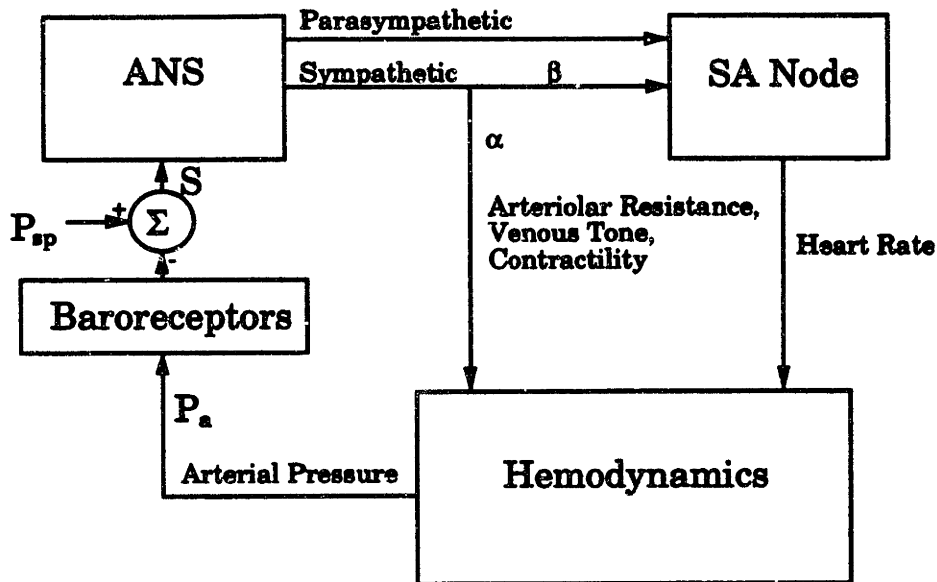 Parasympathetic
ANS
Sympathetic
β
SA Node
α
S
+
P_sp
Σ
-
Arteriolar Resistance,
Venous Tone,
Contractility
Heart Rate
Baroreceptors
P_a
Arterial Pressure
Hemodynamics